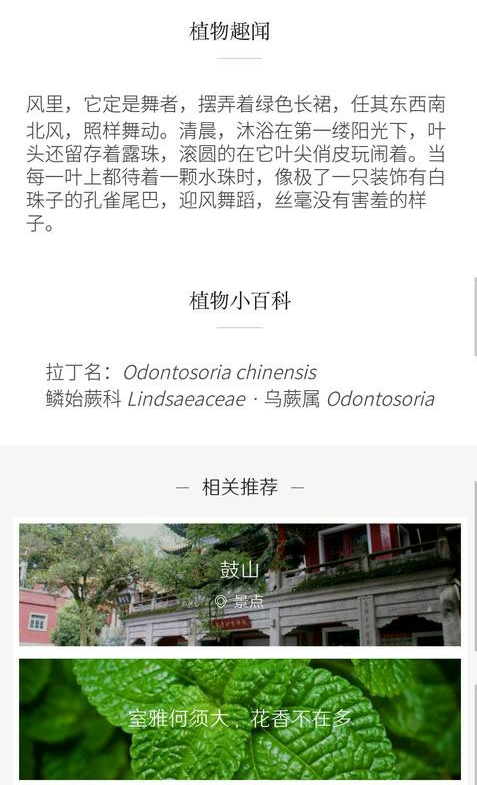 植物趣闻
风里，它定是舞者，摆弄着绿色长裙，任其东西南
北风，照样舞动。清晨，沐浴在第一缕阳光下，叶
头还留存着露珠，滚圆的在它叶尖俏皮玩闹着。当
每一叶上都待着一颗水珠时，像极了一只装饰有白
珠子的孔雀尾巴，迎风舞蹈，丝毫没有害羞的样
子。
植物小百科
拉丁名：Odontosoria chinensis
鳞始蕨科 Lindsaeaceae · 乌蕨属 Odontosoria
— 相关推荐 —
鼓山
景点
室雅何须大，花香不在多